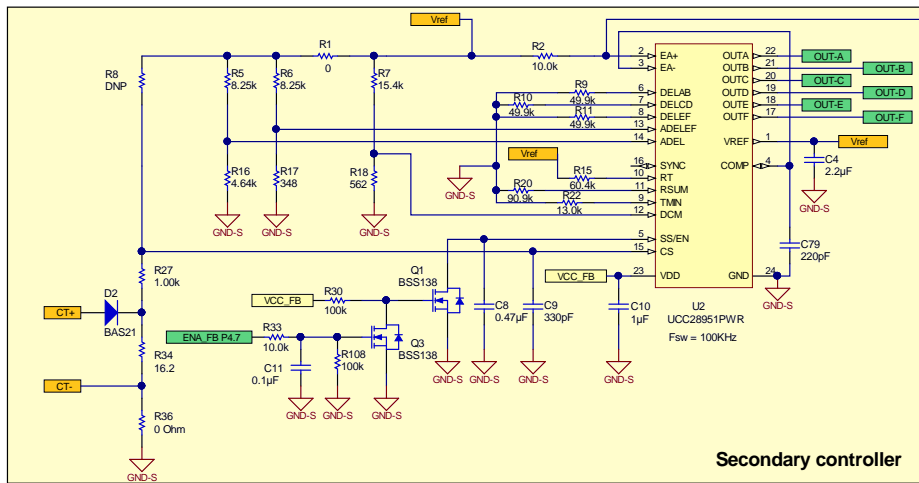 Vref
R1
0
R2
10.0k
R8
DNP
R5
8.25k
R6
8.25k
R7
15.4k
R16
4.64k
R17
348
R18
562
R9
49.9k
R10
49.9k
R11
49.9k
Vref
R15
60.4k
R20
90.9k
R22
13.0k
GND-S
GND-S
GND-S
GND-S
2
EA+
3
EA-
6
DELAB
7
DELCD
8
DELEF
13
ADELEF
14
ADEL
16
SYNC
10
RT
11
RSUM
9
TMIN
12
DCM
5
SS/EN
15
CS
23
VDD
OUTA
22
OUT-A
OUTB
21
OUT-B
OUTC
20
OUT-C
OUTD
19
OUT-D
OUTE
18
OUT-E
OUTF
17
OUT-F
VREF
1
Vref
COMP
4
C4
2.2µF
GND-S
C79
220pF
GND
24
GND-S
U2
UCC28951PWR
Fsw = 100KHz
R27
1.00k
D2
BAS21
CT+
R34
16.2
CT-
R36
0 Ohm
GND-S
VCC_FB
R30
100k
Q1
BSS138
ENA_FB P4.7
R33
10.0k
C11
0.1µF
R108
100k
Q3
BSS138
GND-S
GND-S
GND-S
GND-S
C8
0.47µF
GND-S
C9
330pF
GND-S
VCC_FB
C10
1µF
GND-S
Secondary controller